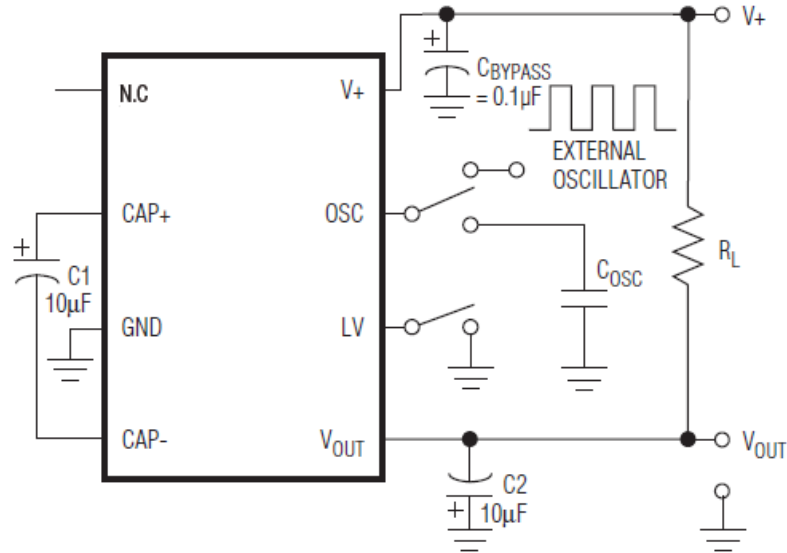 V+
+
CBYPASS
= 0.1µF
N.C
V+
EXTERNAL
OSCILLATOR
CAP+
OSC
+
C1
10µF
RL
COSC
GND
LV
CAP-
VOUT
VOUT
C2
+
10µF